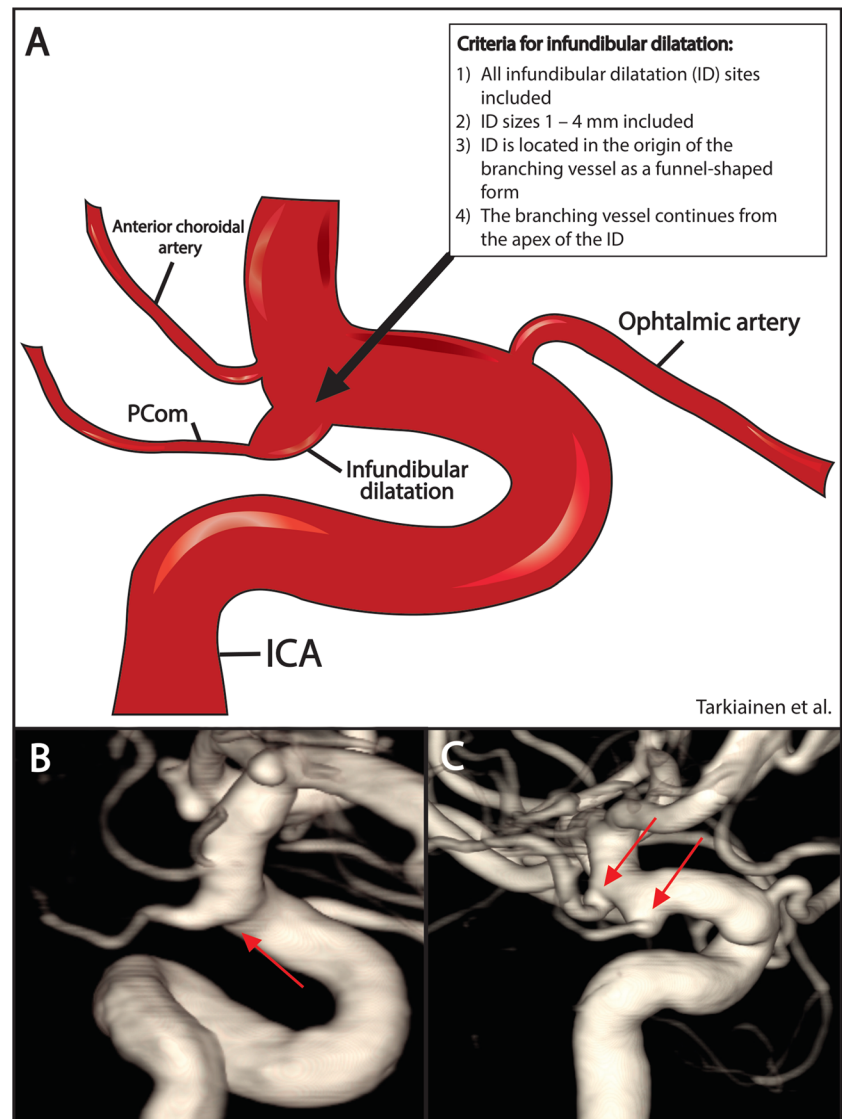 A
Criteria for infundibular dilatation:
1) All infundibular dilatation (ID) sites
included
2) ID sizes 1 – 4 mm included
3) ID is located in the origin of the
branching vessel as a funnel-shaped
form
4) The branching vessel continues from
the apex of the ID
Anterior choroidal
artery
Ophtalmic artery
PCom
Infundibular
dilatation
ICA
Tarkiainen et al.
B
C